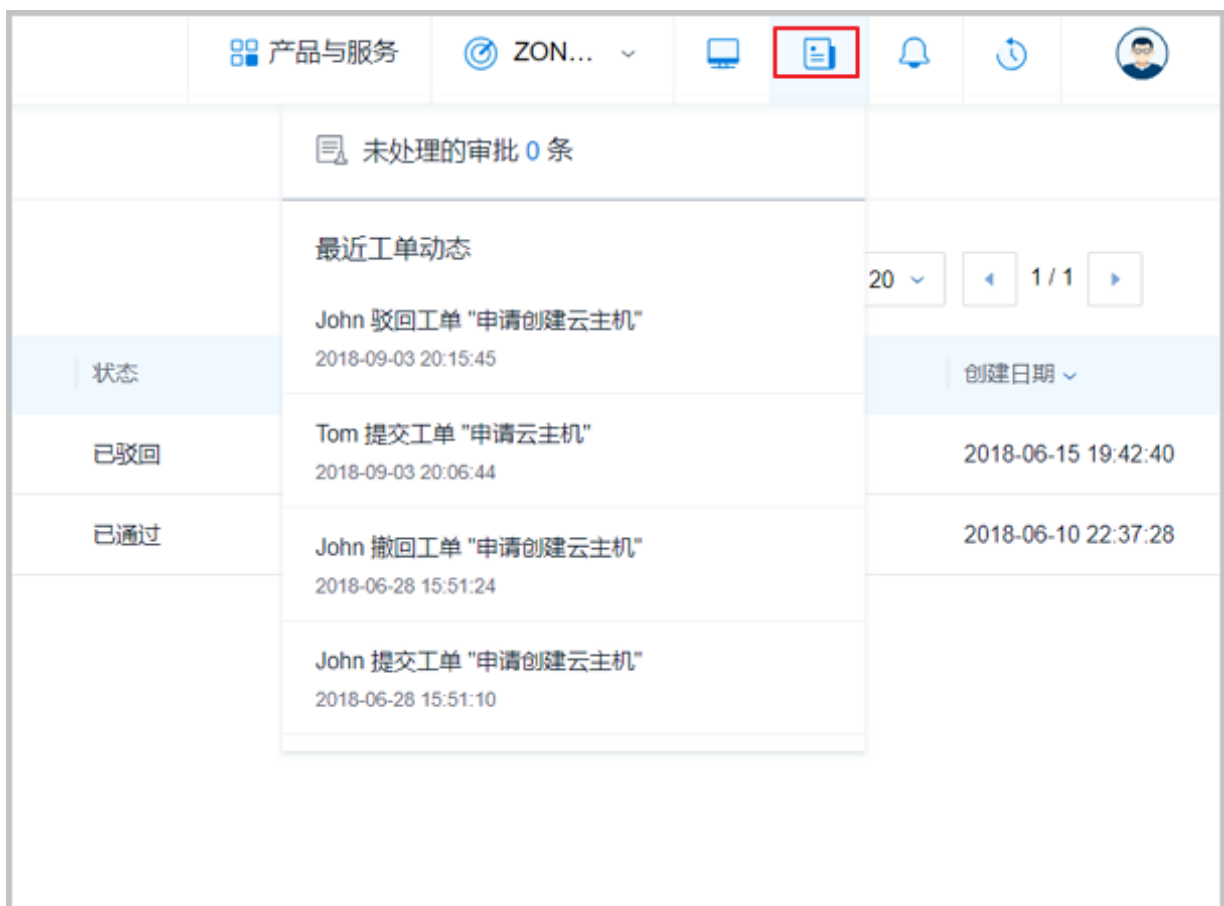 产品与服务 ZON...
未处理的审批 0 条
最近工单动态
20 1 / 1
John 驳回工单 "申请创建云主机"
2018-09-03 20:15:45
状态 创建日期
Tom 提交工单 "申请云主机"
2018-09-03 20:06:44
已驳回 2018-06-15 19:42:40
已通过 2018-06-10 22:37:28
John 撤回工单 "申请创建云主机"
2018-06-28 15:51:24
John 提交工单 "申请创建云主机"
2018-06-28 15:51:10